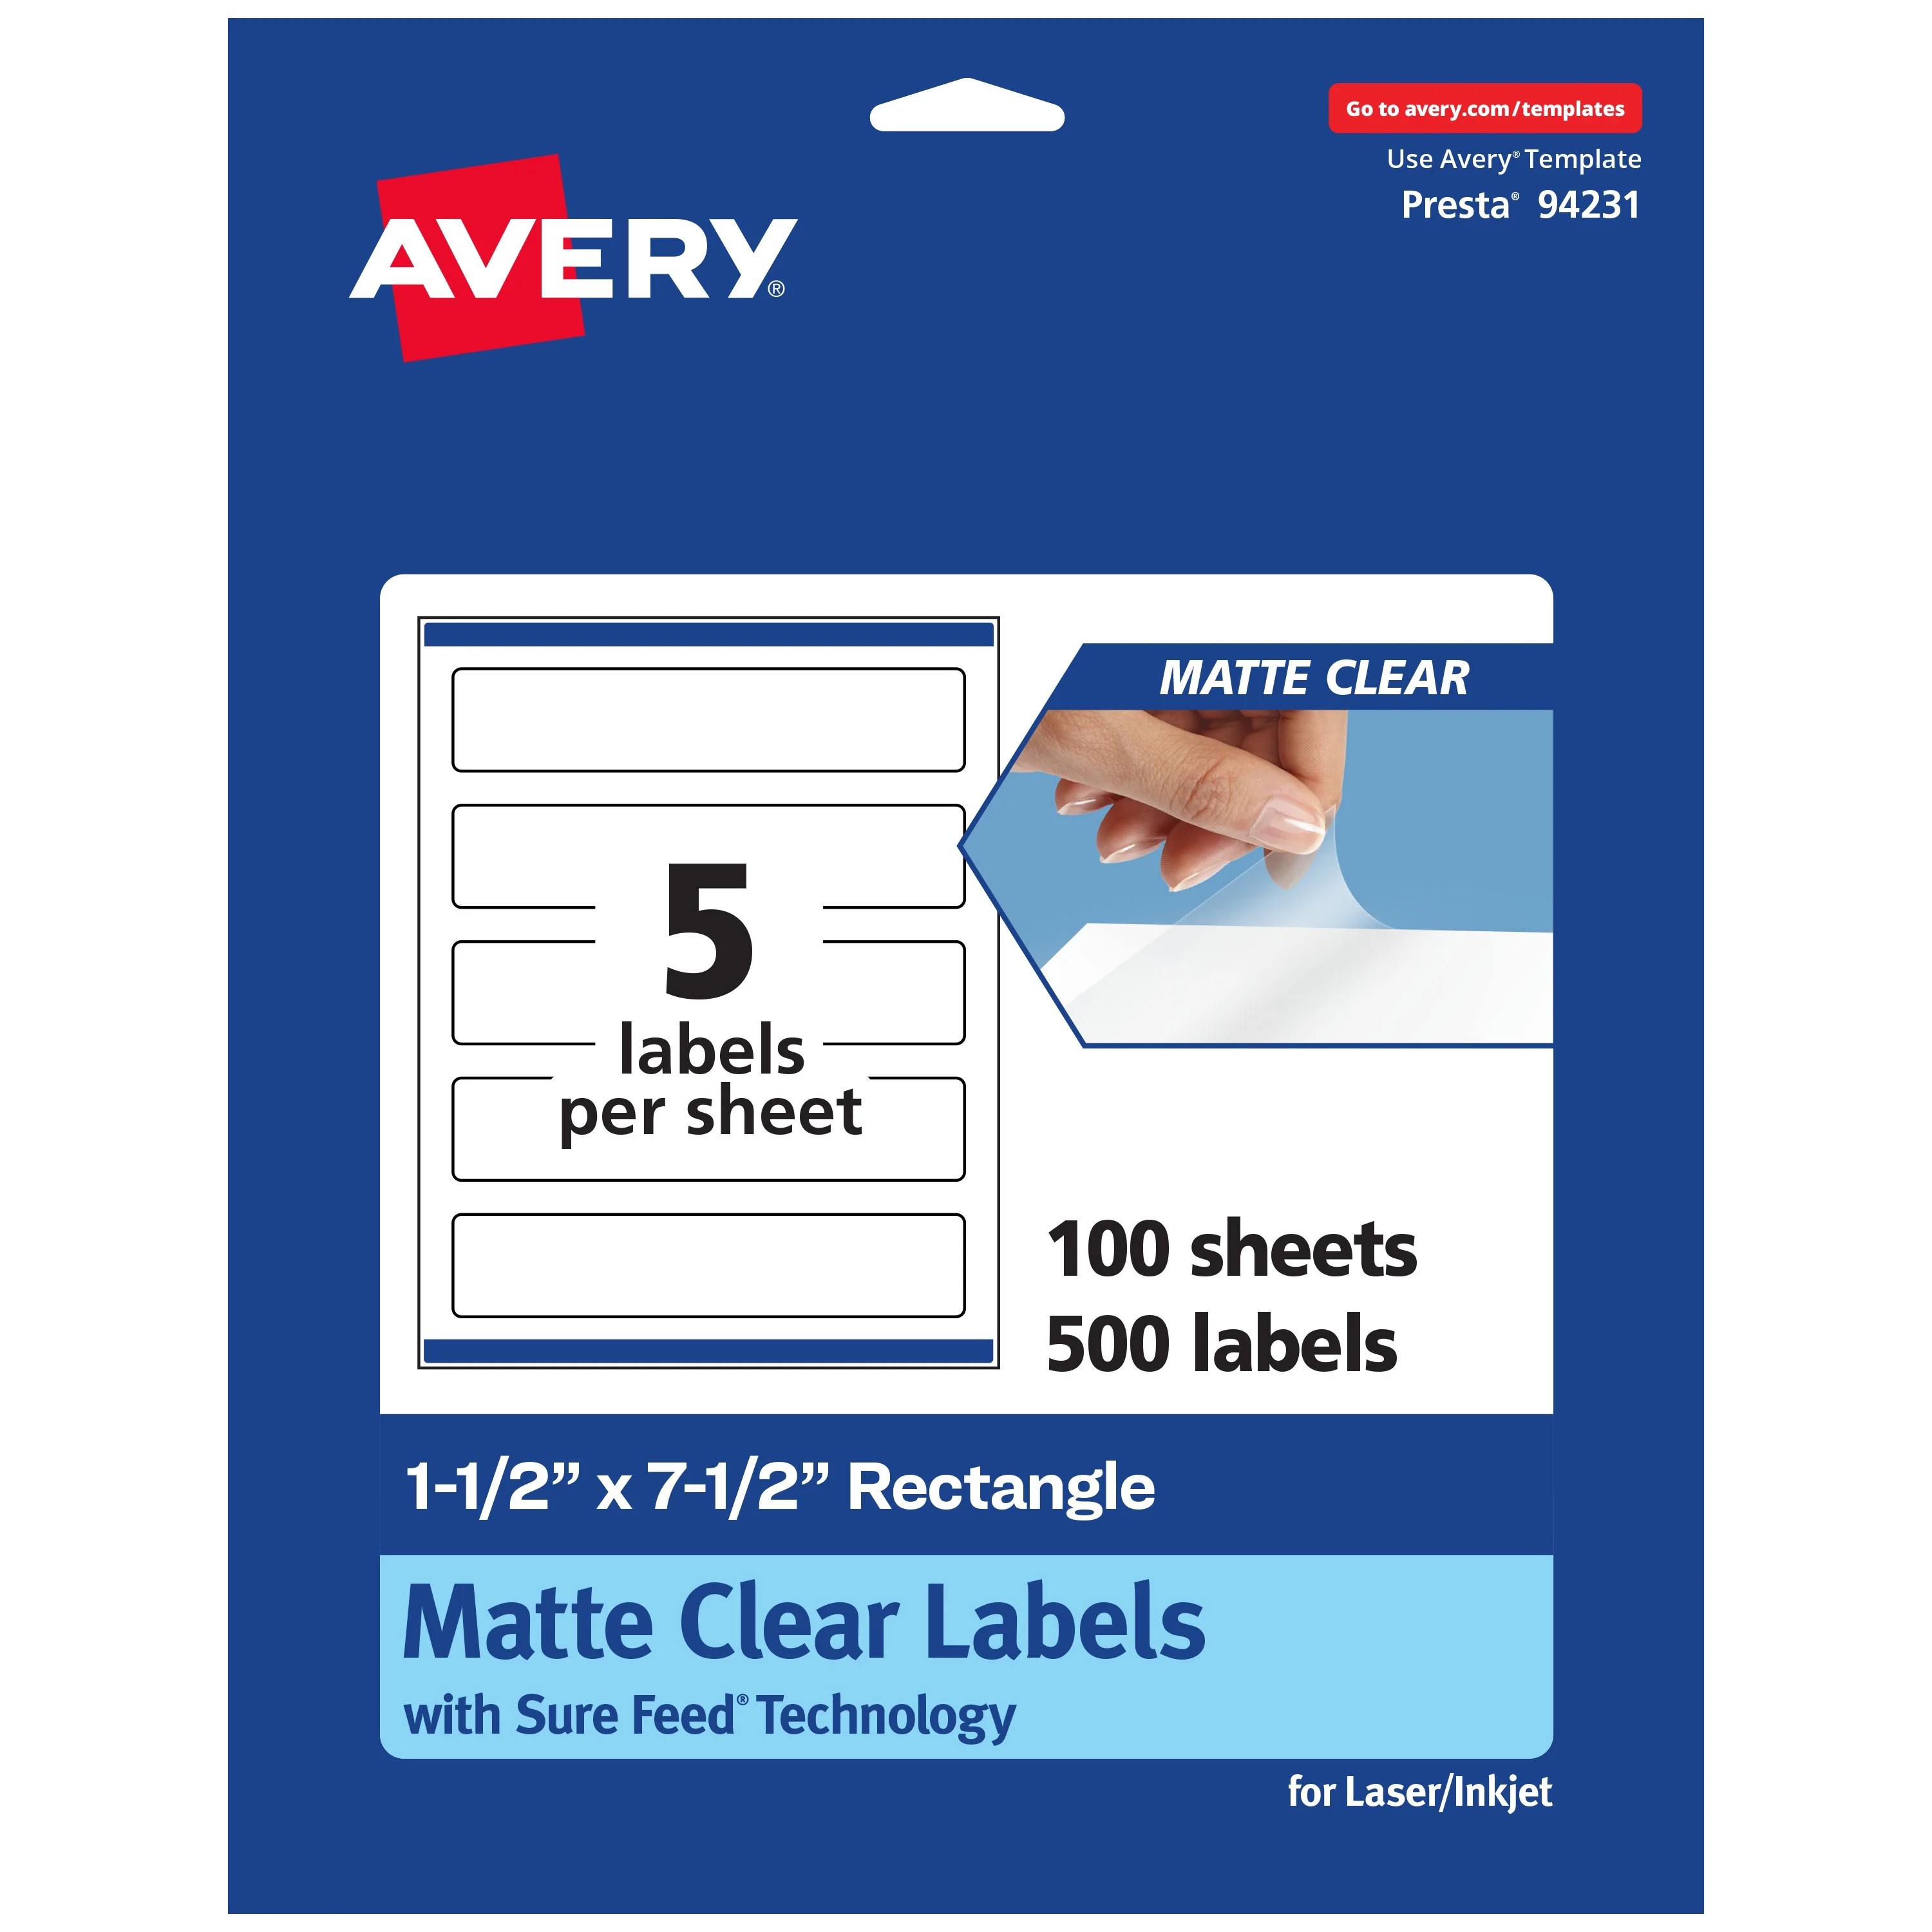 Go to avery.com/templates
Use Avery® Template
Presta® 94231
AVERY®
MATTE CLEAR
5
labels
per sheet
100 sheets
500 labels
1-1/2” x 7-1/2” Rectangle
Matte Clear Labels
with Sure Feed® Technology
for Laser/Inkjet